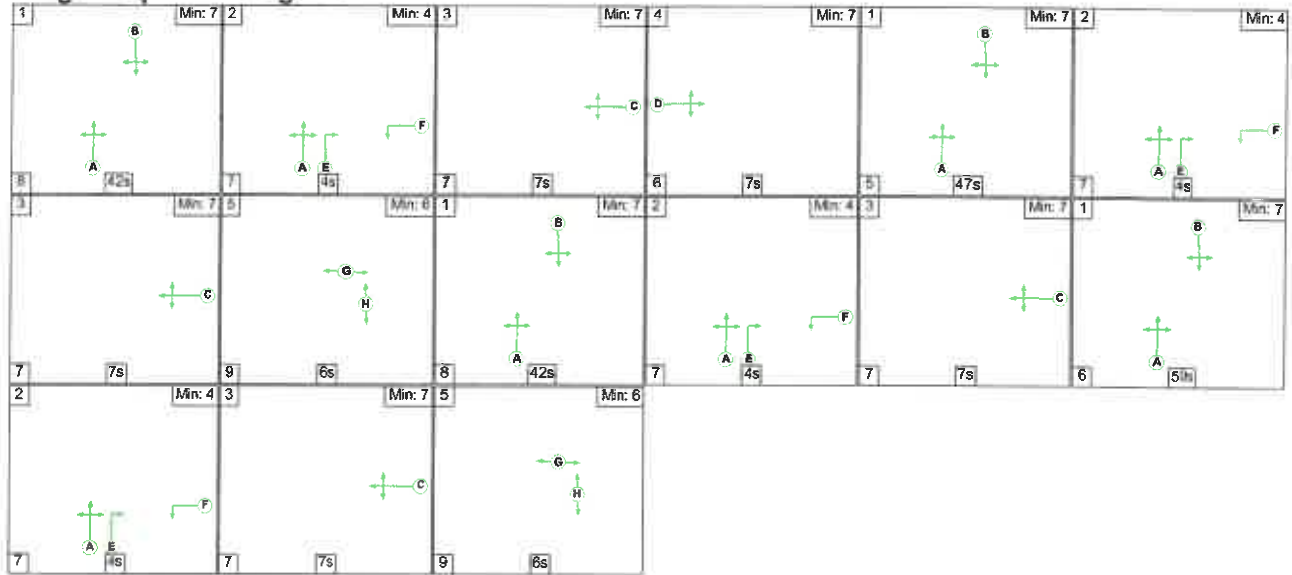 1 Min: 7 2 Min: 4 3 Min: 7 4 Min: 7 1 Min: 7 2 Min: 4
B B
C D
F F
A A E A A E
8 42s 7 4s 7 7s 6 7s 5 47s 7 4s
3 Min: 7 5 Min: 6 1 Min: 7 2 Min: 4 3 Min: 7 1 Min: 7
B B
G
C H C
F
A A E A
7 7s 9 6s 8 42s 7 4s 7 7s 6
2 Min: 4 3 Min: 7 5 Min: 6
G
C H
F
A E
7 4s 7 7s 9 6s